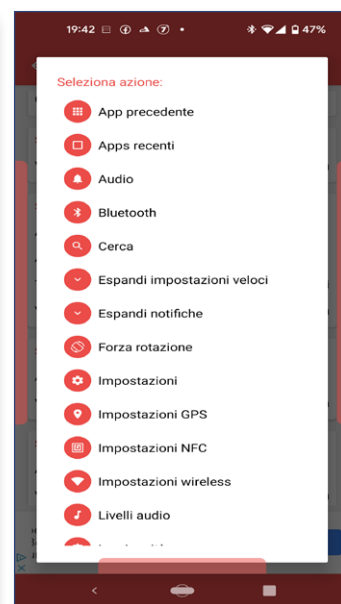 19:42
47%
Seleziona azione:
App precedente
Apps recenti
Audio
Bluetooth
Cerca
Espandi impostazioni veloci
Espandi notifiche
Forza rotazione
Impostazioni
Impostazioni GPS
Impostazioni NFC
Impostazioni wireless
Livelli audio